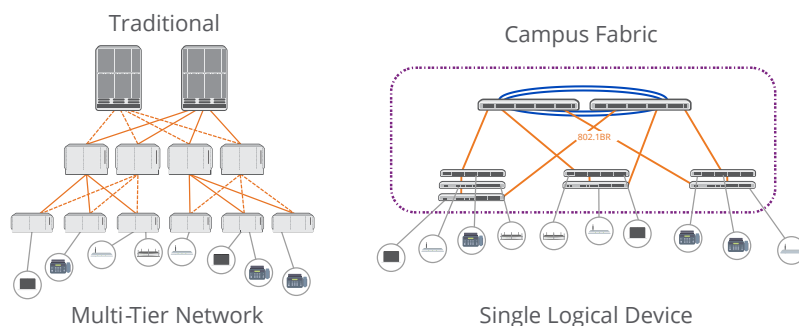 Traditional
Campus Fabric
802.1BR
Multi-Tier Network
Single Logical Device